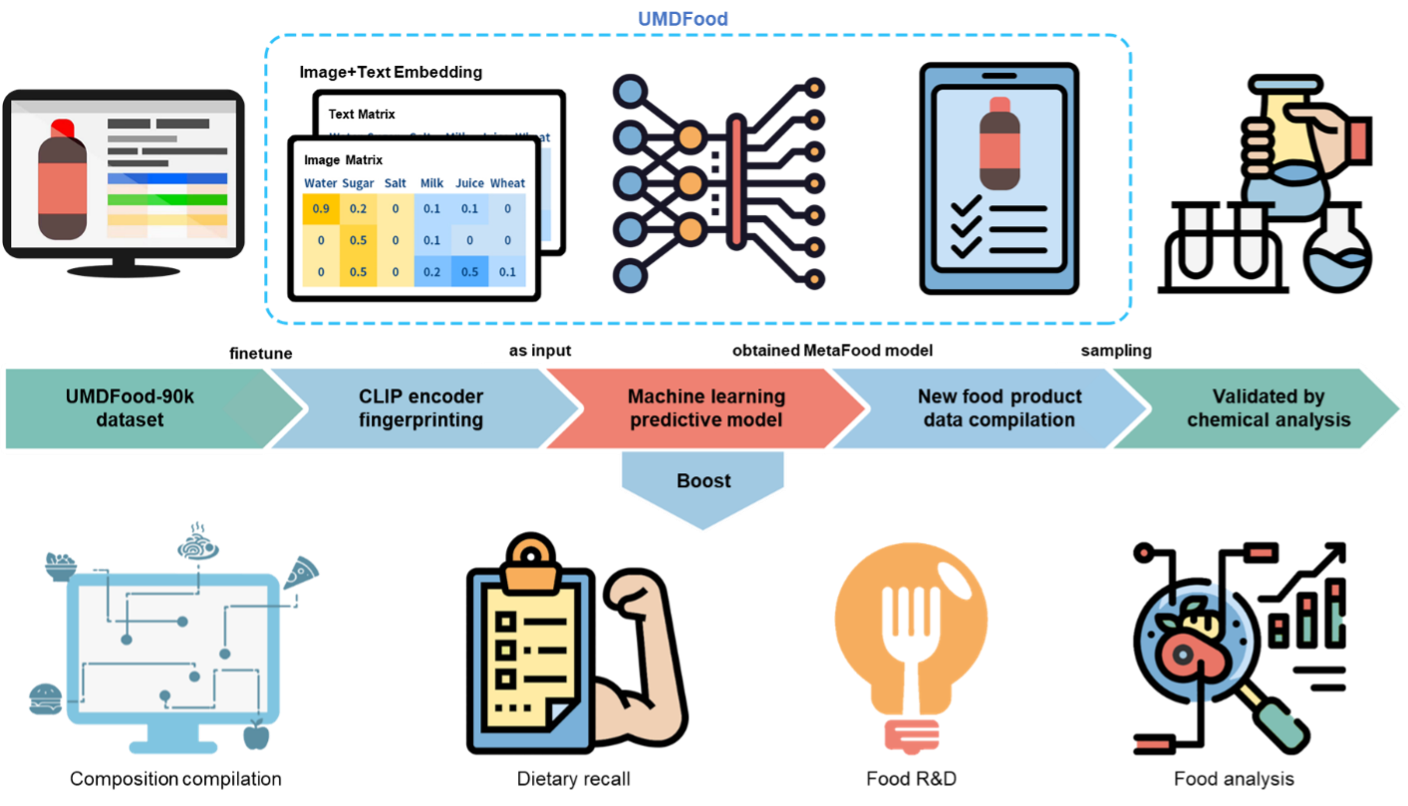 UMDFood
Image+Text Embedding
Text Matrix
Image Matrix
Water Sugar Salt Milk Juice Wheat
0.9 0.2 0 0.1 0.1 0
0 0.5 0 0.1 0 0
0 0.5 0 0.2 0.5 0.1
finetune
as input
obtained MetaFood model
sampling
UMDFood-90k
dataset
CLIP encoder
fingerprinting
Machine learning
predictive model
New food product
data compilation
Validated by
chemical analysis
Boost
Composition compilation
Dietary recall
Food R&D
Food analysis